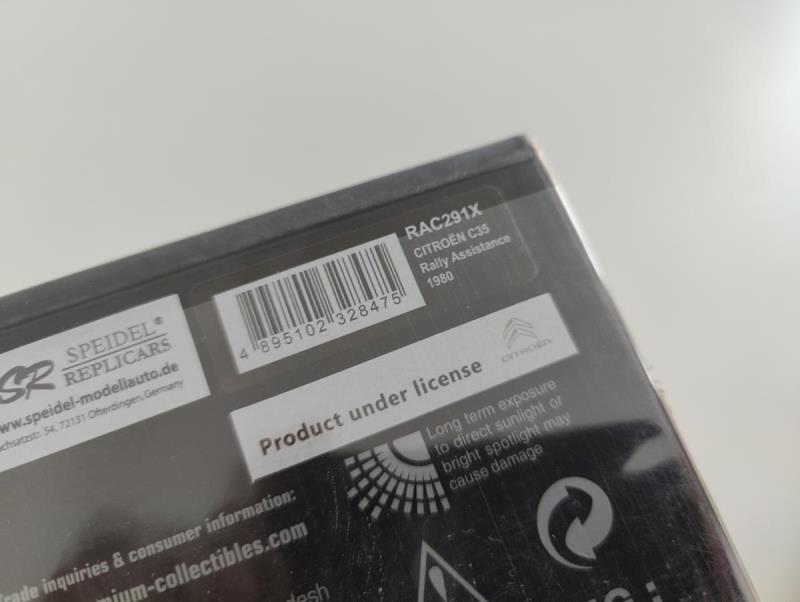 RAC291X
CITROËN C35
Rally Assistance
1980
4 895102 328475
SR SPEIDEL®
REPLICARS
www.speidel-modellauto.de
54, 72131 Ofterdingen, Germany
CITROËN
Product under license
Long term exposure
to direct sunlight or
bright spotlight may
cause damage
trade inquiries & consumer information:
mium-collectibles.com